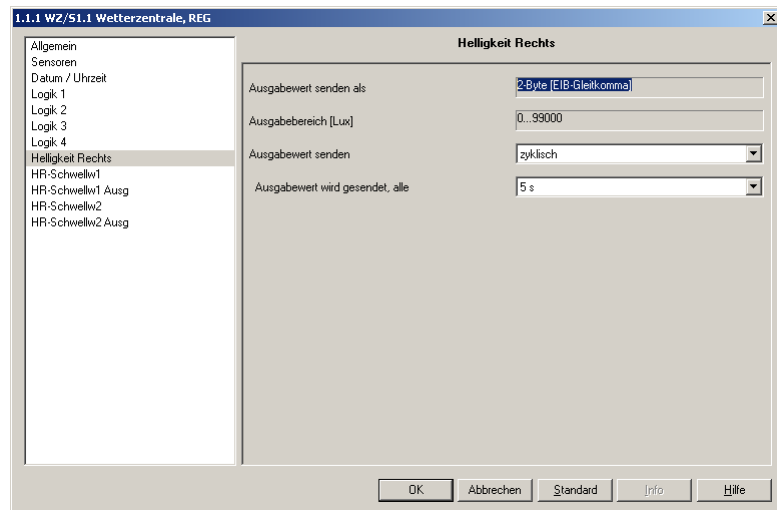 1.1.1 WZ/S1.1 Wetterzentrale, REG
Allgemein
Sensoren
Datum / Uhrzeit
Logik 1
Logik 2
Logik 3
Logik 4
Helligkeit Rechts
HR-Schwellw1
HR-Schwellw1 Ausg
HR-Schwellw2
HR-Schwellw2 Ausg
Helligkeit Rechts
Ausgabewert senden als
2-Byte [EIB-Gleitkomma]
Ausgabebereich [Lux]
0...99000
Ausgabewert senden
zyklisch
Ausgabewert wird gesendet, alle
5 s
OK
Abbrechen
Standard
Info
Hilfe